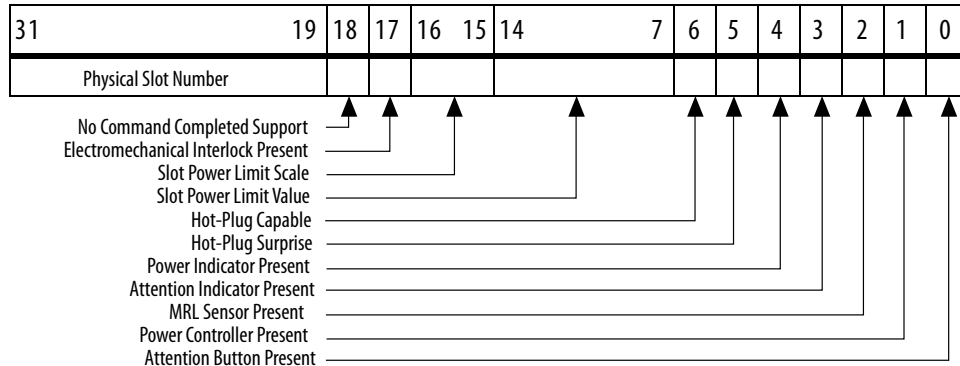 31 19 18 17 16 15 14 7 6 5 4 3 2 1 0
Physical Slot Number
No Command Completed Support
Electromechanical Interlock Present
Slot Power Limit Scale
Slot Power Limit Value
Hot-Plug Capable
Hot-Plug Surprise
Power Indicator Present
Attention Indicator Present
MRL Sensor Present
Power Controller Present
Attention Button Present